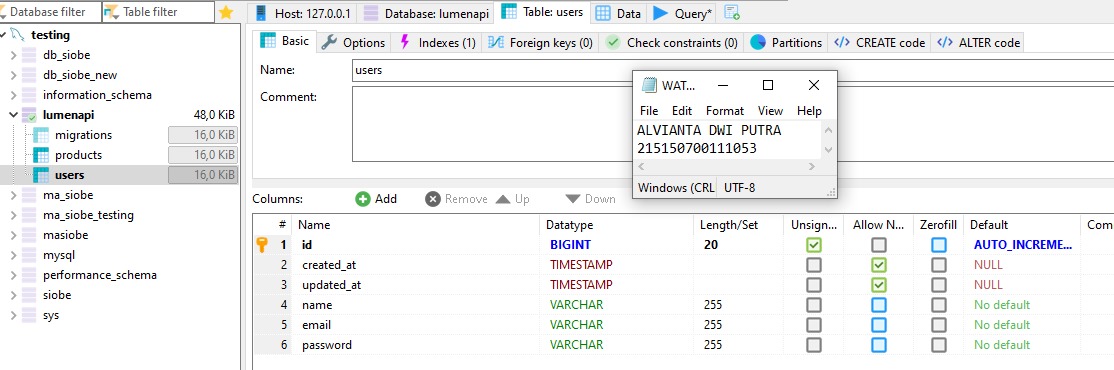 Database filter Table filter
testing
db_siobe
db_siobe_new
information_schema
lumenapi 48,0 KiB
migrations 16,0 KiB
products 16,0 KiB
users 16,0 KiB
ma_siobe
ma_siobe_testing
masiobe
mysql
performance_schema
siobe
sys
Host: 127.0.0.1 Database: lumenapi Table: users Data Query*
Basic Options Indexes (1) Foreign keys (0) Check constraints (0) Partitions CREATE code ALTER code
Name: users
Comment:
WAT...
File Edit Format View Help
ALVIANTA DWI PUTRA
215150700111053
Windows (CRL UTF-8
Columns: Add Remove Up Down
# Name Datatype Length/Set Unsign... Allow N... Zerofill Default Com
1 id BIGINT 20 AUTO_INCREME...
2 created_at TIMESTAMP NULL
3 updated_at TIMESTAMP NULL
4 name VARCHAR 255 No default
5 email VARCHAR 255 No default
6 password VARCHAR 255 No default